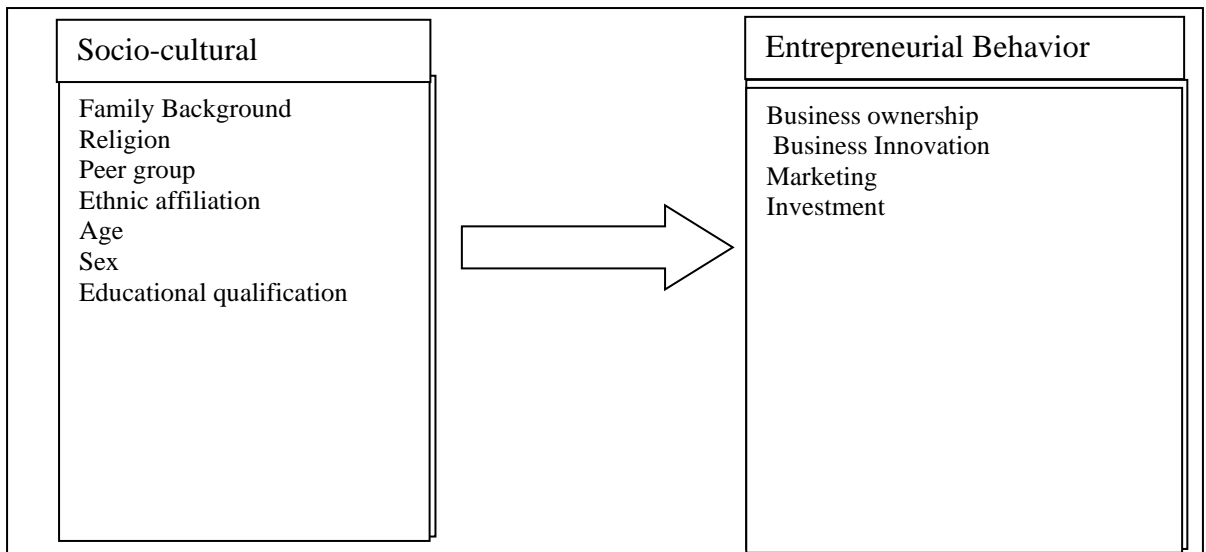 Socio-cultural
Family Background
Religion
Peer group
Ethnic affiliation
Age
Sex
Educational qualification
Entrepreneurial Behavior
Business ownership
Business Innovation
Marketing
Investment